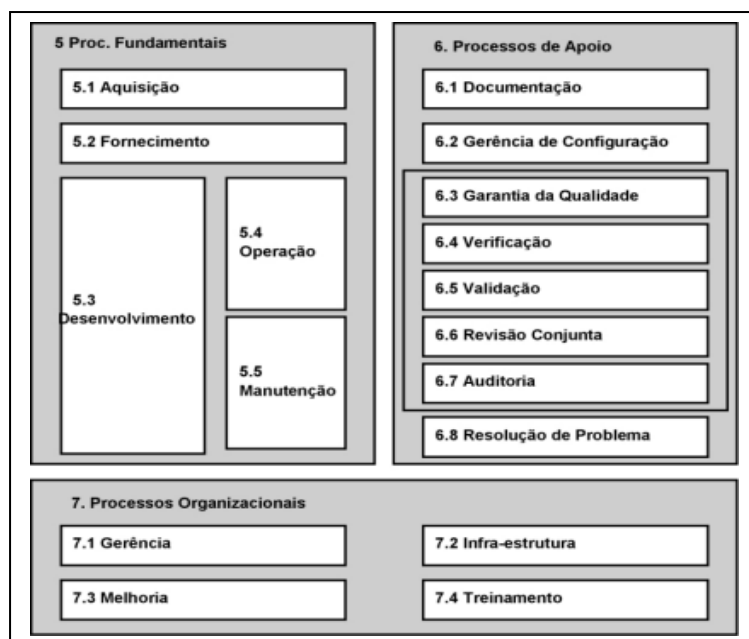 5 Proc. Fundamentais
5.1 Aquisição
5.2 Fornecimento
5.3
Desenvolvimento
5.4
Operação
5.5
Manutenção
6. Processos de Apoio
6.1 Documentação
6.2 Gerência de Configuração
6.3 Garantia da Qualidade
6.4 Verificação
6.5 Validação
6.6 Revisão Conjunta
6.7 Auditoria
6.8 Resolução de Problema
7. Processos Organizacionais
7.1 Gerência
7.2 Infra-estrutura
7.3 Melhoria
7.4 Treinamento